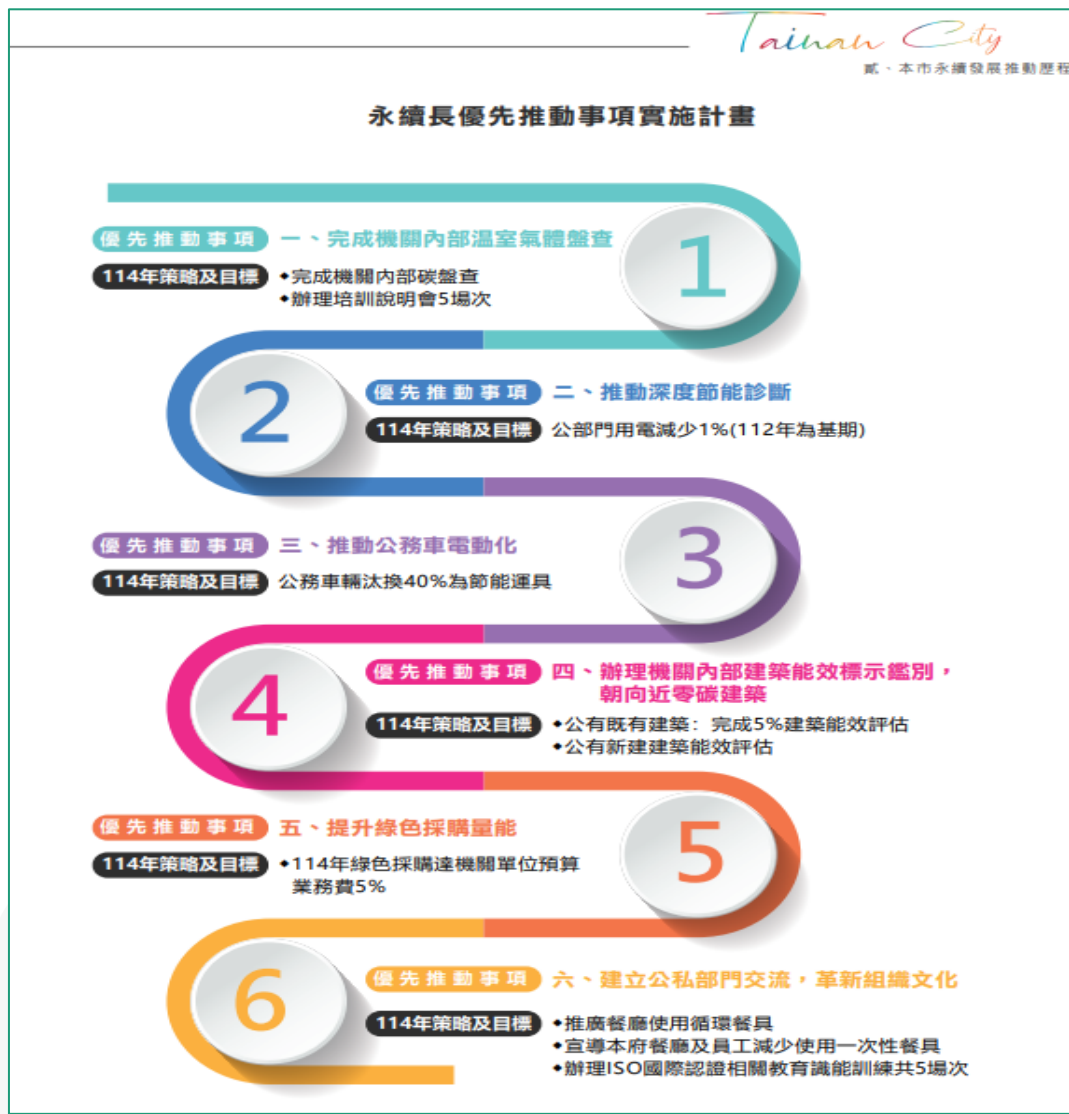 Tainan City
貳、本市永續發展推動歷程
永續長優先推動事項實施計畫
優先推動事項 一、完成機關內部溫室氣體盤查
1
114年策略及目標 ◆完成機關內部碳盤查
◆辦理培訓說明會5場次
2
優先推動事項 二、推動深度節能診斷
114年策略及目標 公部門用電減少1%(112年為基期)
3
優先推動事項 三、推動公務車電動化
114年策略及目標 公務車輛汰換40%為節能運具
4
優先推動事項 四、辦理機關內部建築能效標示鑑別，
朝向近零碳建築
114年策略及目標 ◆公有既有建築：完成5%建築能效評估
◆公有新建建築能效評估
5
優先推動事項 五、提升綠色採購量能
114年策略及目標 ◆114年綠色採購達機關單位預算
業務費5%
6
優先推動事項 六、建立公私部門交流，革新組織文化
114年策略及目標 ◆推廣餐廳使用循環餐具
◆宣導本府餐廳及員工減少使用一次性餐具
◆辦理ISO國際認證相關教育識能訓練共5場次